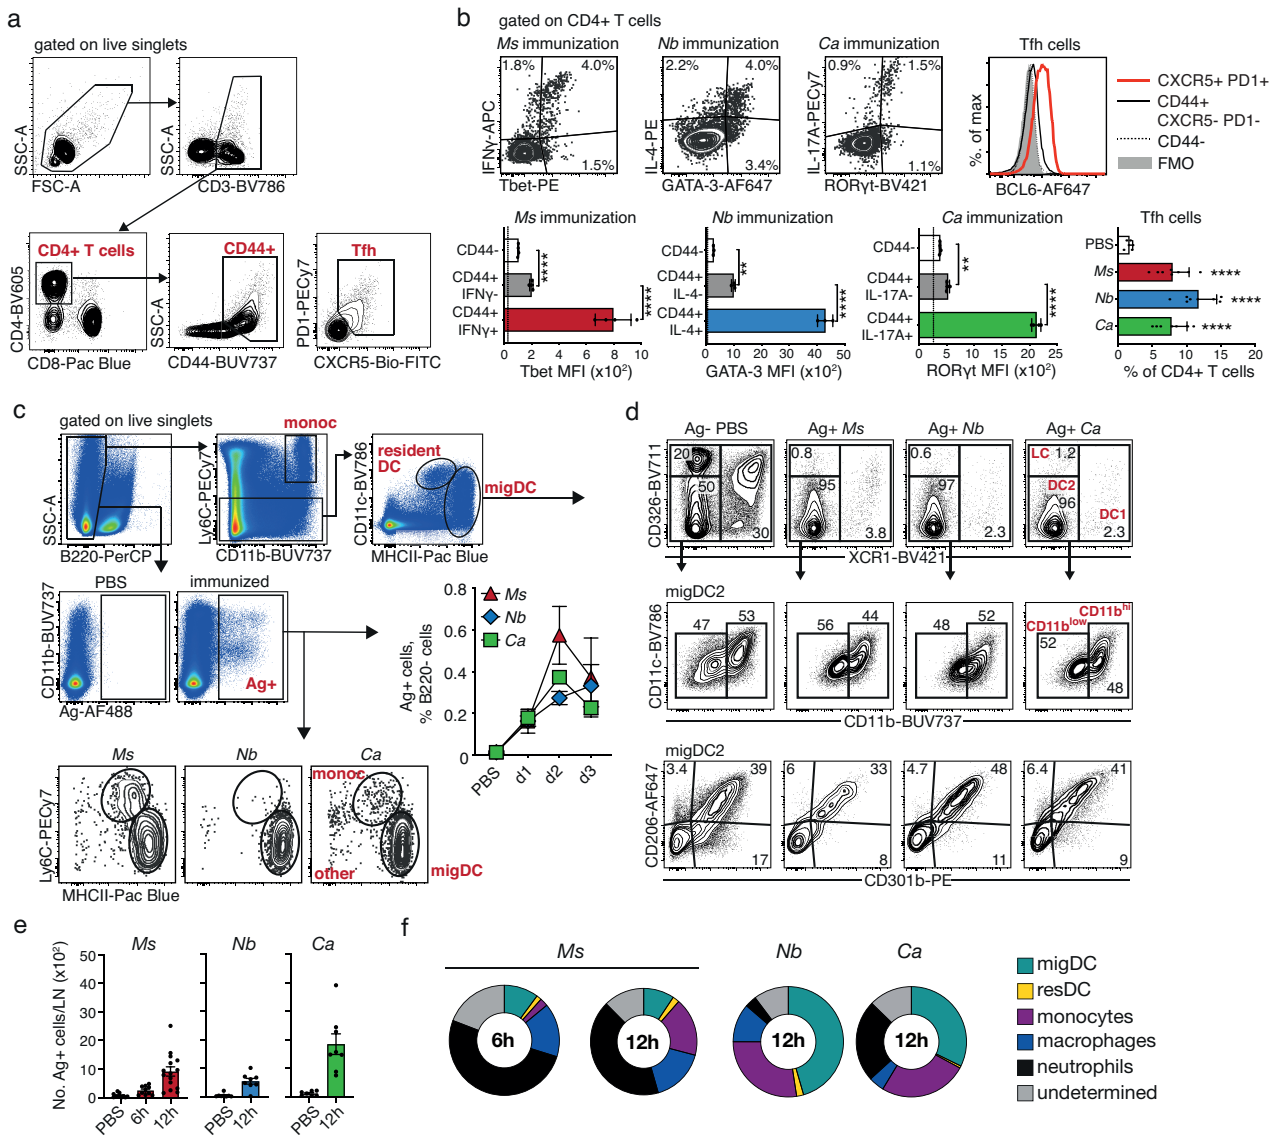 a
gated on live singlets
SSC-A
FSC-A
SSC-A
CD3-BV786
CD4+ T cells
CD4-BV605
CD8-Pac Blue
CD44+
SSC-A
CD44-BUV737
Tfh
PD1-PECy7
CXCR5-Bio-FITC
b
gated on CD4+ T cells
Ms immunization
1.8%
4.0%
1.5%
IFNγ-APC
Tbet-PE
Nb immunization
2.2%
4.0%
3.4%
IL-4-PE
GATA-3-AF647
Ca immunization
0.9%
1.5%
1.1%
IL-17A-PECy7
RORγt-BV421
Tfh cells
% of max
BCL6-AF647
CXCR5+ PD1+
CD44+
CXCR5- PD1-
CD44-
FMO
Ms immunization
CD44-
CD44+
IFNγ-
CD44+
IFNγ+
****
****
0 2 4 6 8 10
Tbet MFI (x10²)
Nb immunization
CD44-
CD44+
IL-4-
CD44+
IL-4+
**
****
0 10 20 30 40 50
GATA-3 MFI (x10²)
Ca immunization
CD44-
CD44+
IL-17A-
CD44+
IL-17A+
**
****
0 5 10 15 20 25
RORγt MFI (x10²)
Tfh cells
PBS
Ms
Nb
Ca
****
****
****
0 5 10 15 20
% of CD4+ T cells
c
gated on live singlets
SSC-A
B220-PerCP
monoc
Ly6C-PECy7
CD11b-BUV737
resident
DC
migDC
CD11c-BV786
MHCII-Pac Blue
PBS
immunized
CD11b-BUV737
Ag+
Ag-AF488
Ag+ cells,
% B220- cells
0.8
0.6
0.4
0.2
0
Ms
Nb
Ca
PBS
d1
d2
d3
Ms
Nb
Ca
monoc
other
migDC
Ly6C-PECy7
MHCII-Pac Blue
d
Ag- PBS
Ag+ Ms
Ag+ Nb
Ag+ Ca
20
50
30
0.8
95
3.8
0.6
97
2.3
LC
1.2
DC2
96
DC1
2.3
CD326-BV711
XCR1-BV421
migDC2
47
53
56
44
48
52
CD11bhi
CD11blow
52
48
CD11c-BV786
CD11b-BUV737
migDC2
3.4
39
17
6
33
8
4.7
48
11
6.4
41
9
CD206-AF647
CD301b-PE
e
Ms
Nb
Ca
No. Ag+ cells/LN (x10²)
50
40
30
20
10
0
PBS
6h
12h
PBS
12h
PBS
12h
f
Ms
Nb
Ca
6h
12h
12h
12h
migDC
resDC
monocytes
macrophages
neutrophils
undetermined